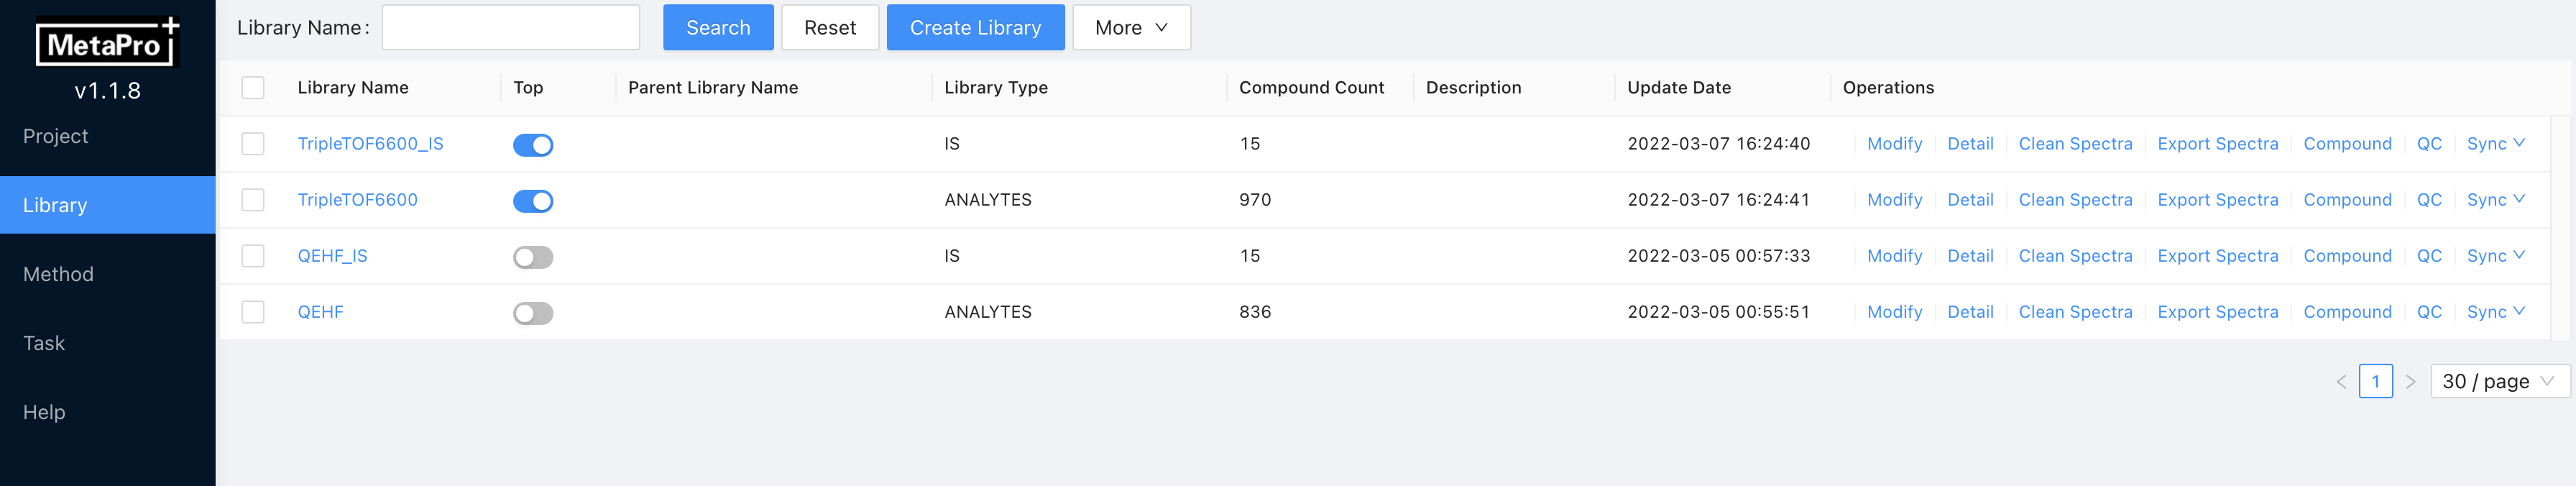 MetaPro+
v1.1.8
Project
Library
Method
Task
Help
Library Name: Search Reset Create Library More
Library Name Top Parent Library Name Library Type Compound Count Description Update Date Operations
TripleTOF6600_IS IS 15 2022-03-07 16:24:40 Modify Detail Clean Spectra Export Spectra Compound QC Sync
TripleTOF6600 ANALYTES 970 2022-03-07 16:24:41 Modify Detail Clean Spectra Export Spectra Compound QC Sync
QEHF_IS IS 15 2022-03-05 00:57:33 Modify Detail Clean Spectra Export Spectra Compound QC Sync
QEHF ANALYTES 836 2022-03-05 00:55:51 Modify Detail Clean Spectra Export Spectra Compound QC Sync
< 1 > 30 / page